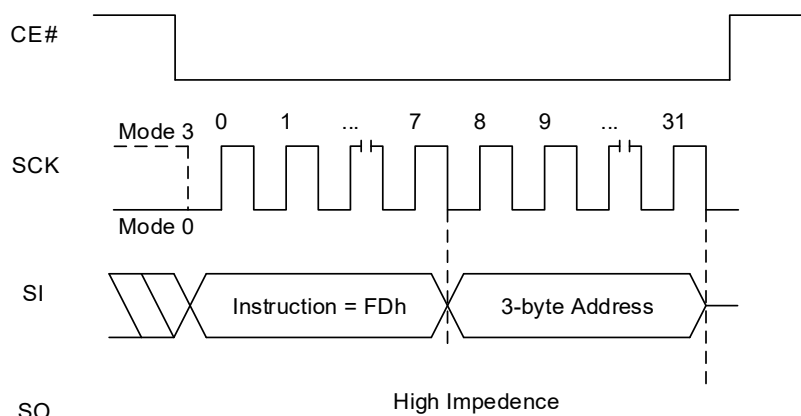 CE#
0 1 ... 7 8 9 ... 31
Mode 3
SCK
Mode 0
SI
Instruction = FDh
3-byte Address
High Impedence
SO